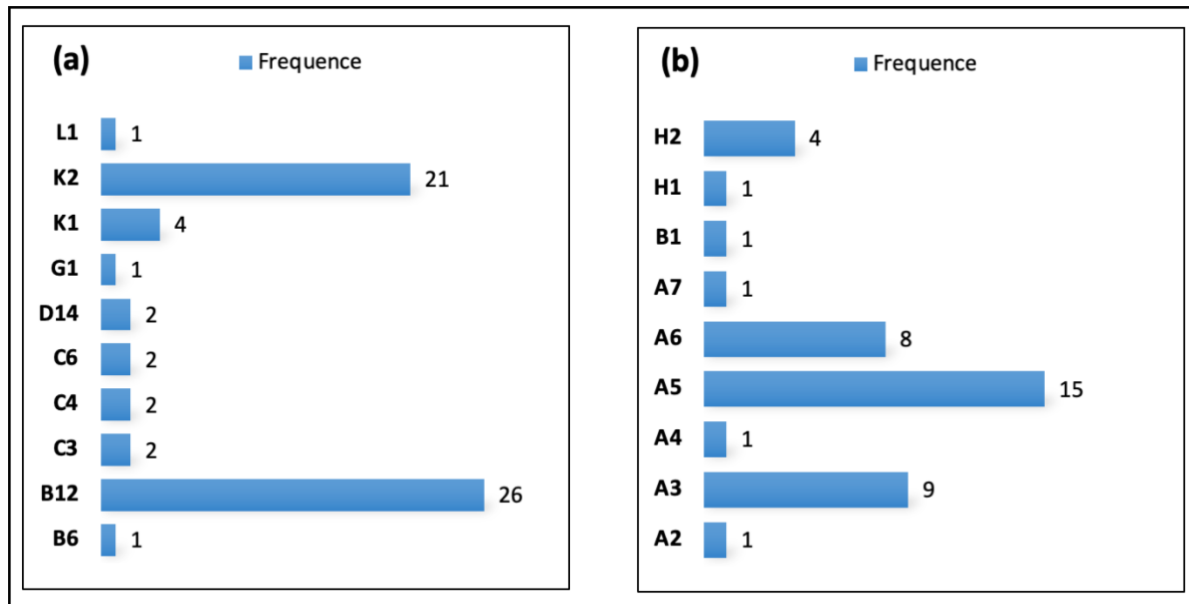 (a)
Frequence
L1 1
K2 21
K1 4
G1 1
D14 2
C6 2
C4 2
C3 2
B12 26
B6 1
(b)
Frequence
H2 4
H1 1
B1 1
A7 1
A6 8
A5 15
A4 1
A3 9
A2 1